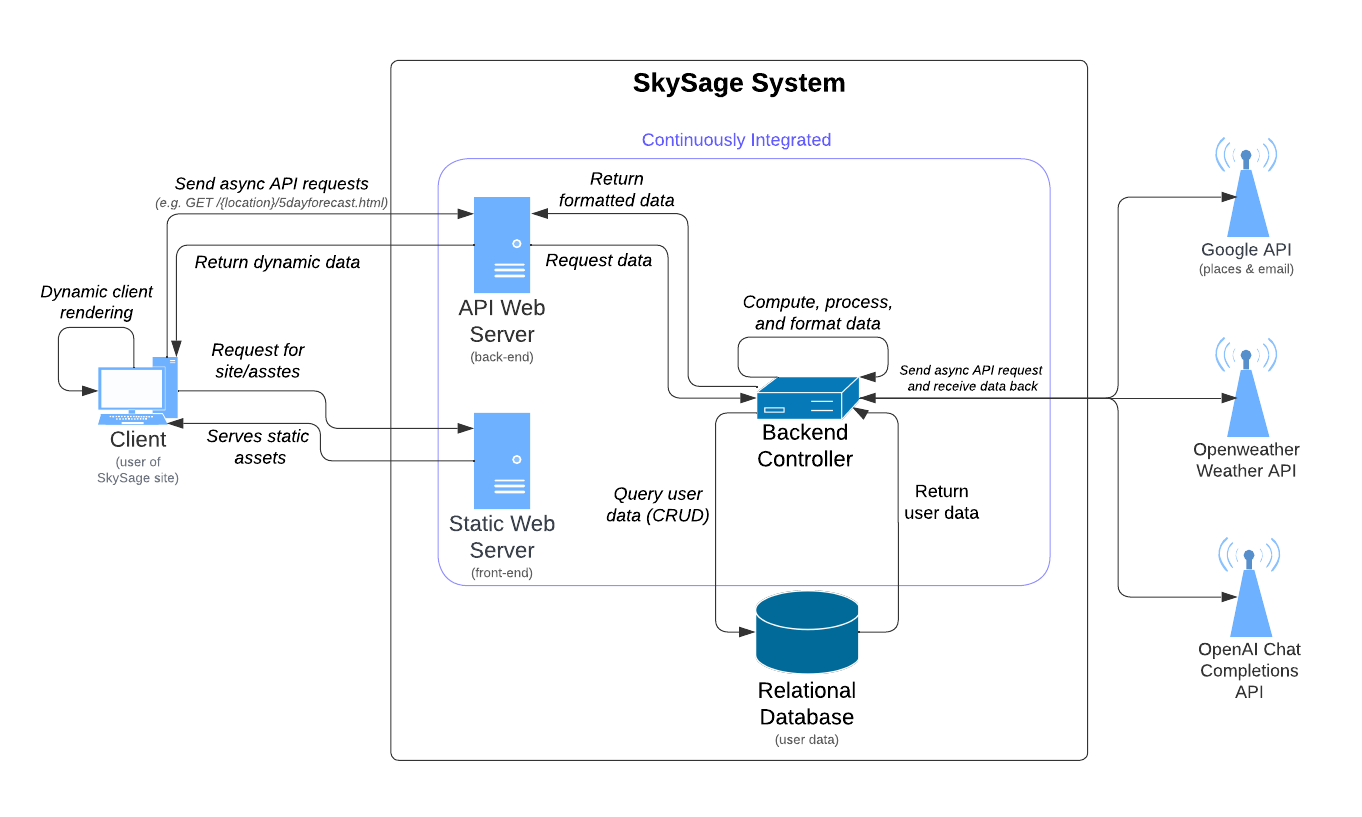 SkySage System
Continuously Integrated
Send async API requests
(e.g. GET /{location}/5dayforecast.html)
Return dynamic data
Dynamic client
rendering
Request for
site/asstes
Serves static
assets
Client
(user of
SkySage site)
Return
formatted data
Request data
API Web
Server
(back-end)
Static Web
Server
(front-end)
Compute, process,
and format data
Send async API request
and receive data back
Backend
Controller
Query user
data (CRUD)
Return
user data
Relational
Database
(user data)
Google API
(places & email)
Openweather
Weather API
OpenAI Chat
Completions
API